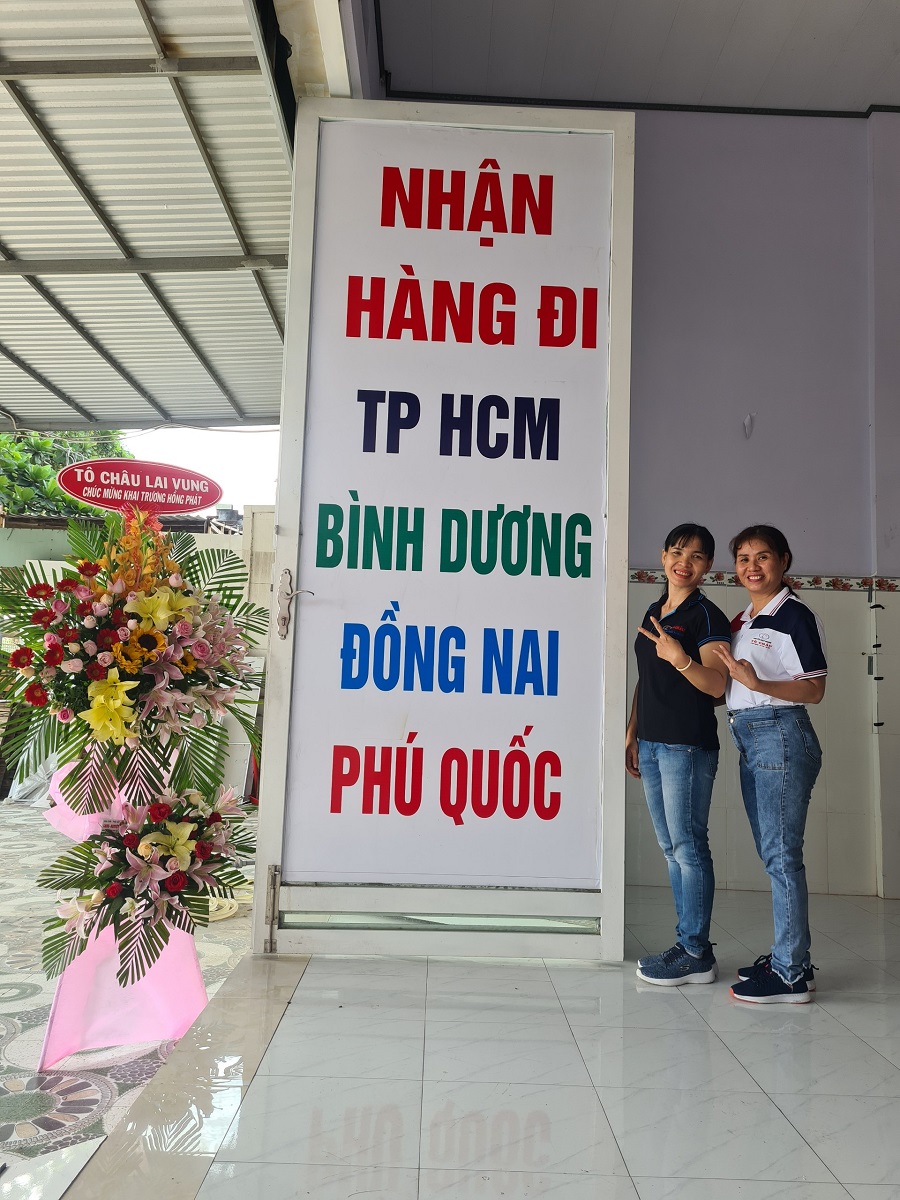 NHẬN
HÀNG ĐI
TP HCM
BÌNH DƯƠNG
ĐỒNG NAI
PHÚ QUỐC
TÔ CHÂU LAI VUNG
CHÚC MỪNG KHAI TRƯƠNG HỒNG PHÁT